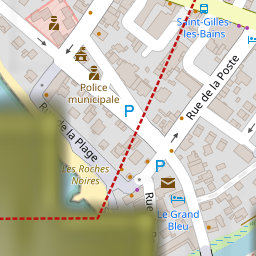 Saint-Gilles-
les-Bains
Police
municipale
P
Rue de la Poste
de la Plage
P
Les Roches
Noires
Rue
Le Grand
Bleu